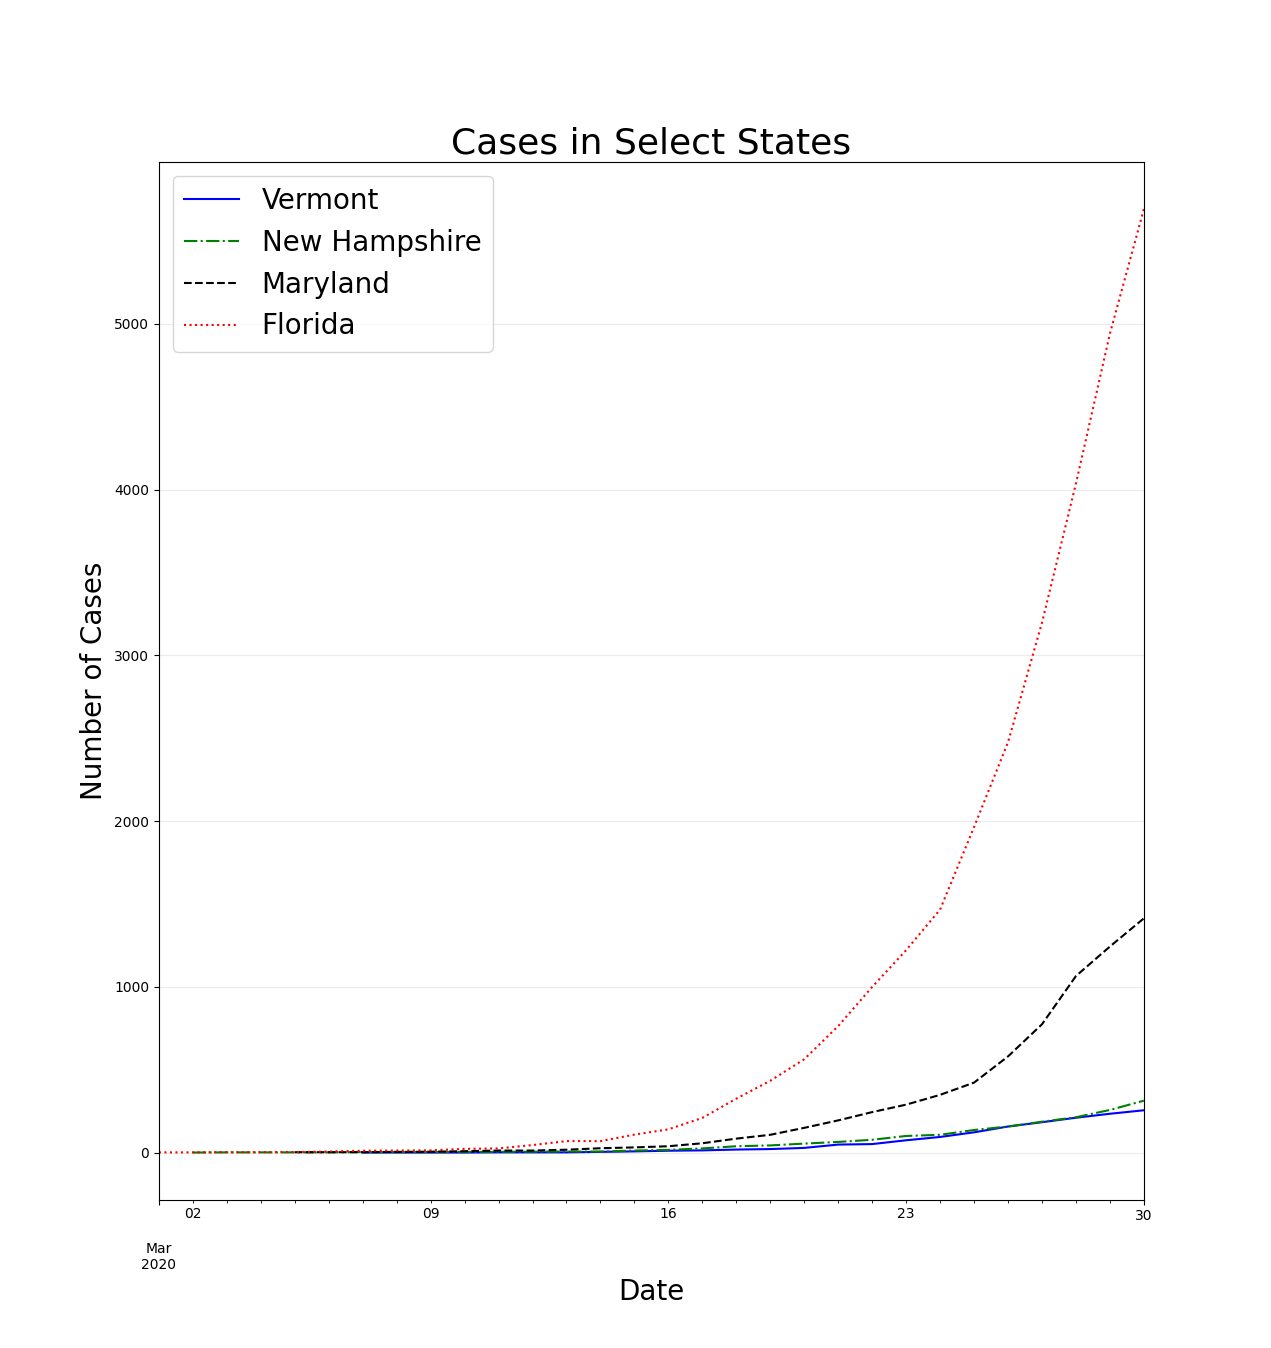 Cases in Select States
Vermont
New Hampshire
Maryland
Florida
Number of Cases
5000
4000
3000
2000
1000
0
02
09
16
23
30
Mar
2020
Date